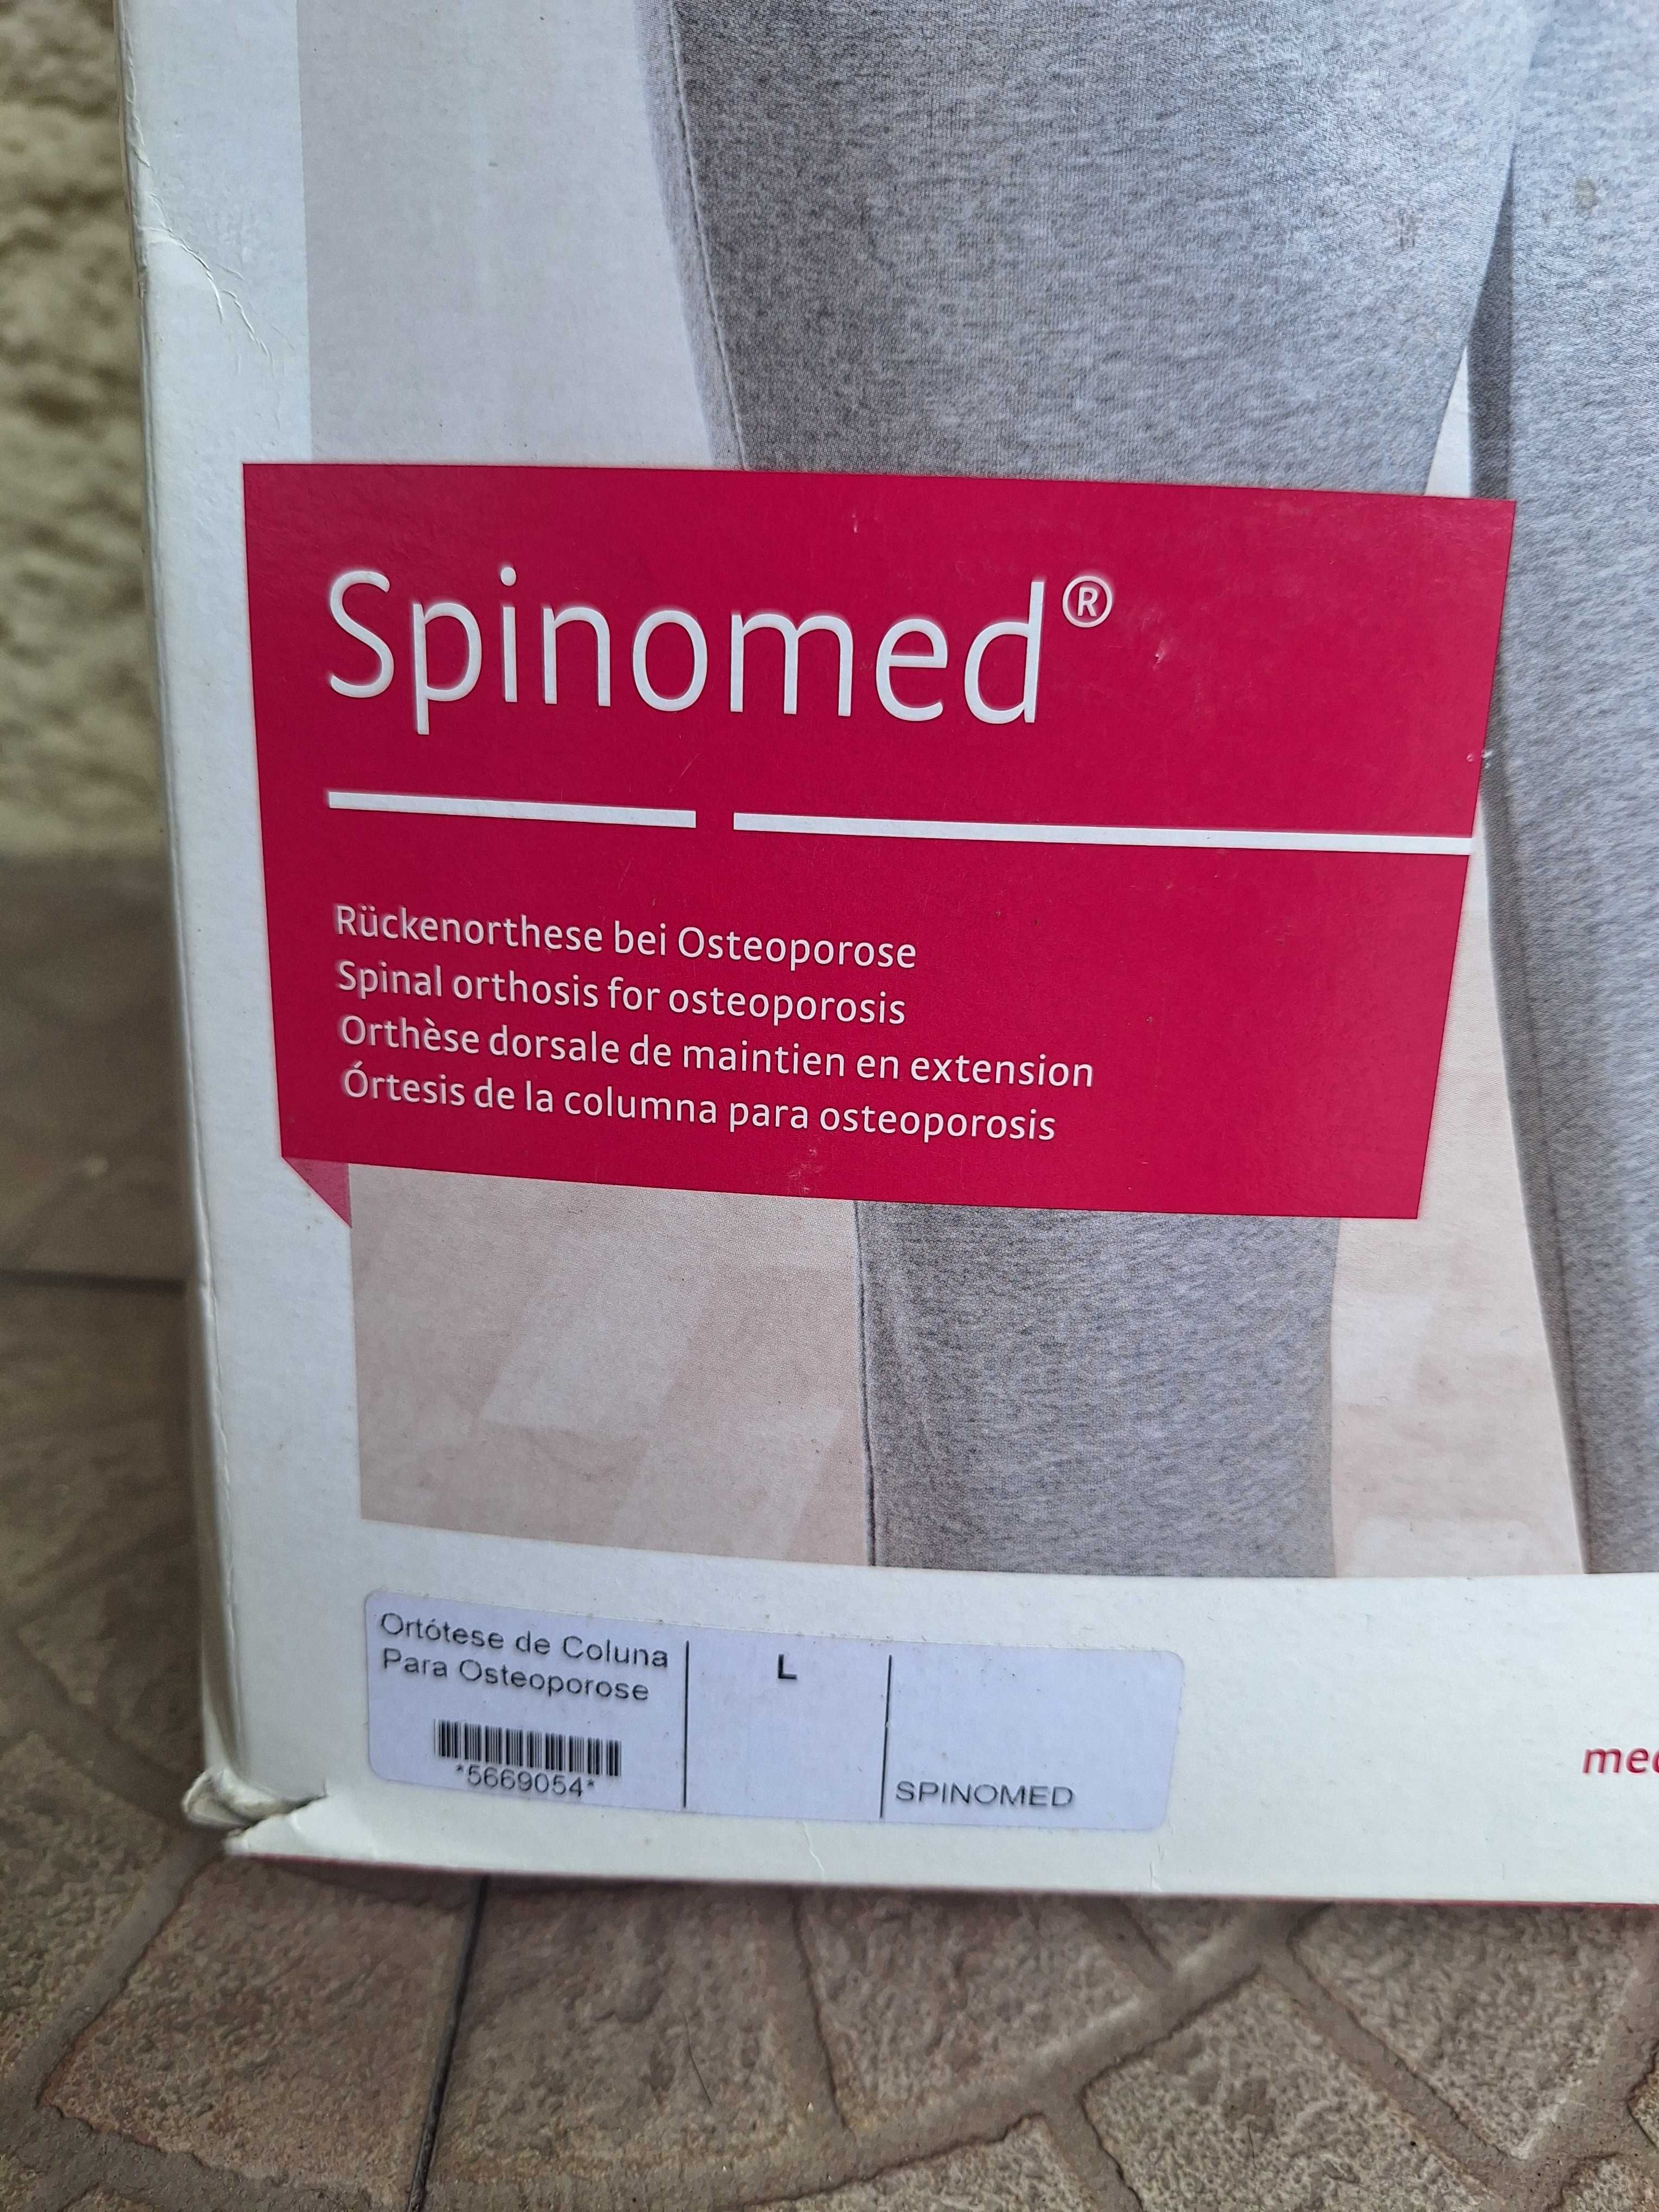 Spinomed®
Rückenorthese bei Osteoporose
Spinal orthosis for osteoporosis
Orthèse dorsale de maintien en extension
Órtesis de la columna para osteoporosis
Ortótese de Coluna
Para Osteoporose
*5669054*
L
SPINOMED